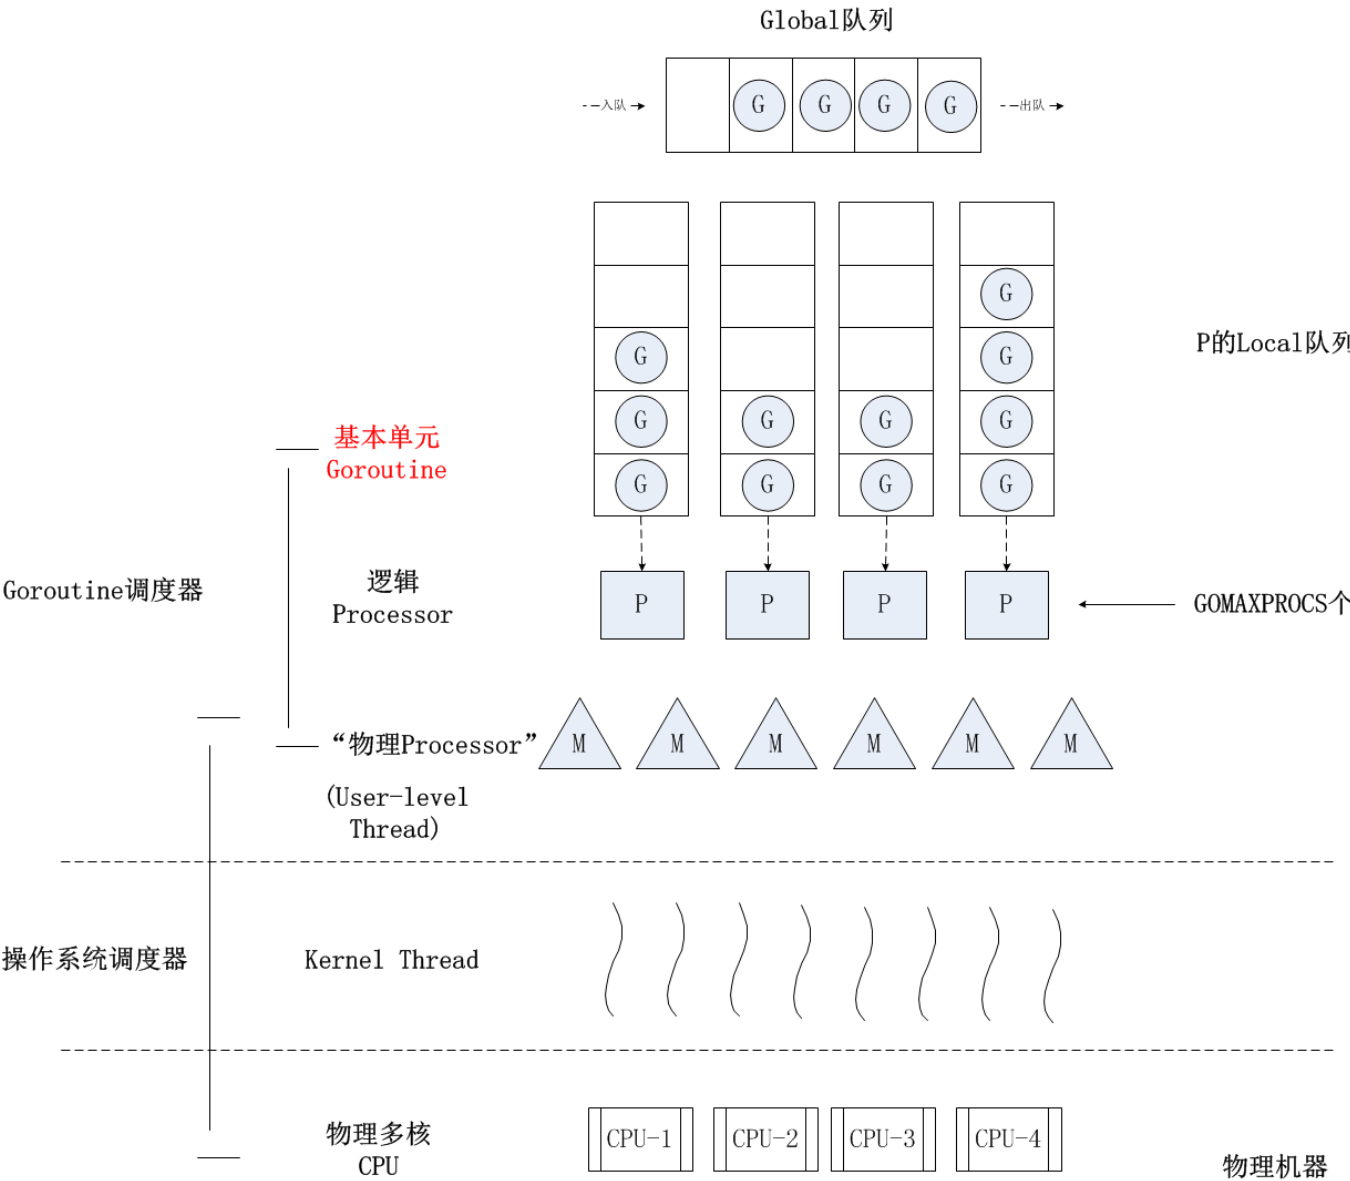 Global队列
--入队
G
G
G
G
--出队
G
G
G
G
G
G
G
G
G
G
G
P的Local队列
基本单元
Goroutine
Goroutine调度器
逻辑
Processor
P
P
P
P
GOMAXPROCS个
“物理Processor”
M
M
M
M
M
M
(User-level
Thread)
操作系统调度器
Kernel Thread
物理多核
CPU
CPU-1
CPU-2
CPU-3
CPU-4
物理机器